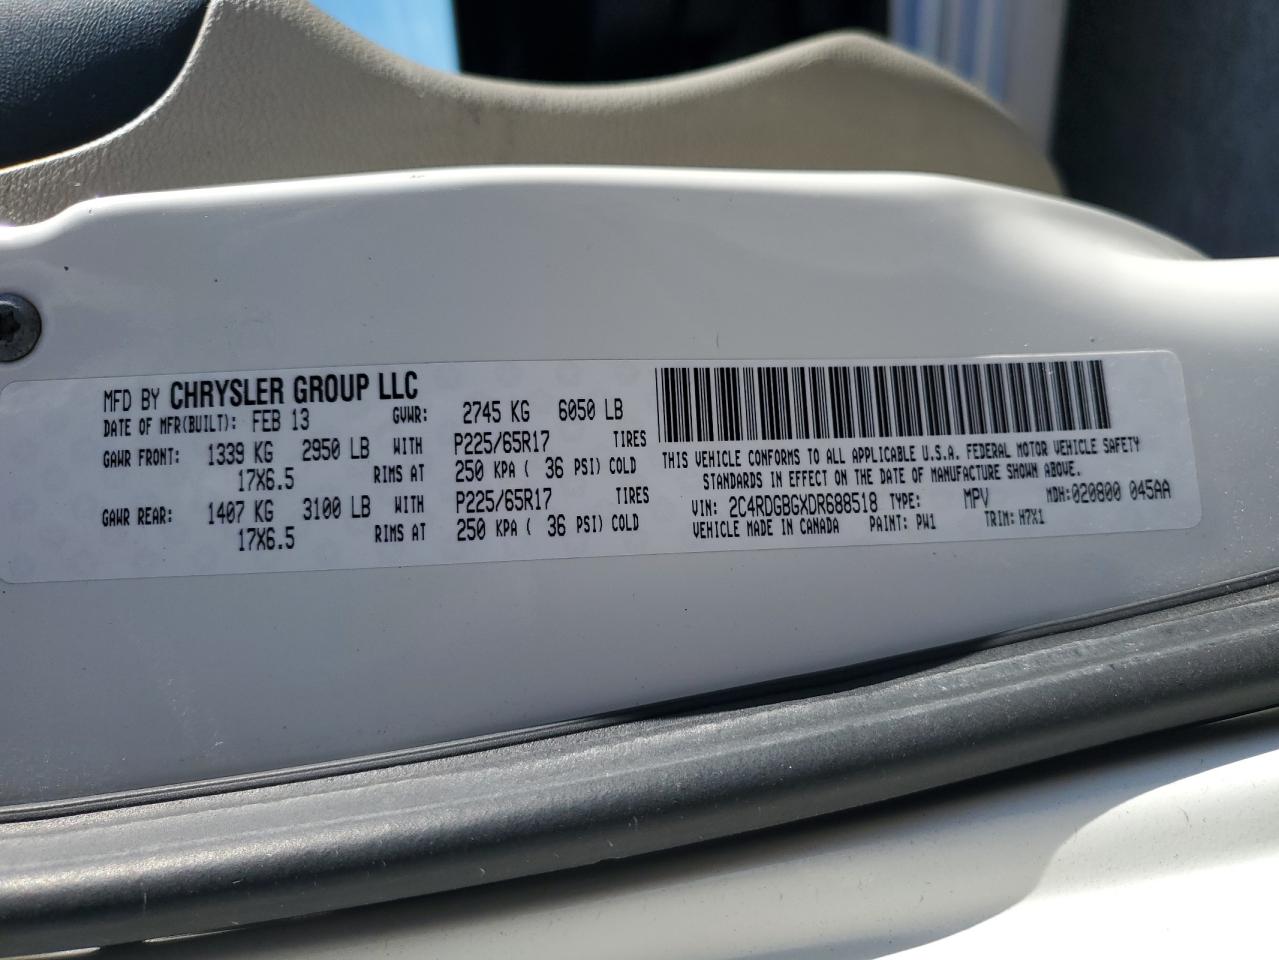 MFD BY CHRYSLER GROUP LLC
DATE OF MFR(BUILT): FEB 13 GVWR: 2745 KG 6050 LB
GAWR FRONT: 1339 KG 2950 LB WITH P225/65R17 TIRES
17X6.5 RIMS AT 250 KPA ( 36 PSI) COLD
GAWR REAR: 1407 KG 3100 LB WITH P225/65R17 TIRES
17X6.5 RIMS AT 250 KPA ( 36 PSI) COLD
THIS VEHICLE CONFORMS TO ALL APPLICABLE U.S.A. FEDERAL MOTOR VEHICLE SAFETY
STANDARDS IN EFFECT ON THE DATE OF MANUFACTURE SHOWN ABOVE.
VIN: 2C4RDGBGXDR688518 TYPE: MPV MDH:020800 045AA
VEHICLE MADE IN CANADA PAINT: PW1 TRIM: H7X1